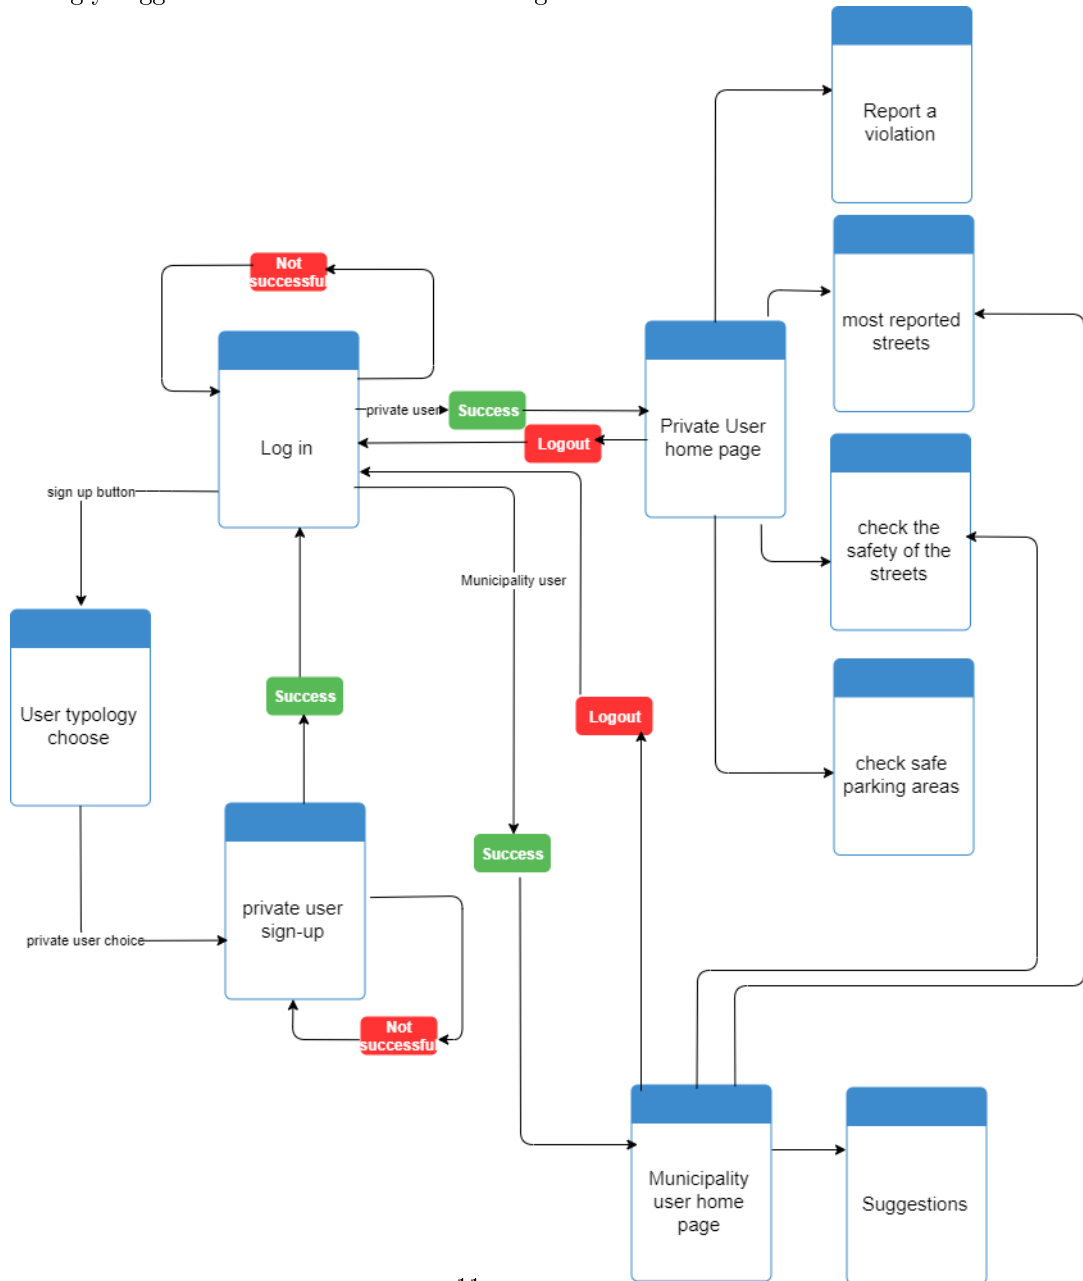 Report a
violation
Not
successful
most reported
streets
private user
Success
Logout
Private User
home page
Log in
sign up button
check the
safety of the
streets
Municipality user
Success
Logout
User typology
choose
check safe
parking areas
Success
private user
sign-up
private user choice
Not
successful
Municipality
user home
page
Suggestions